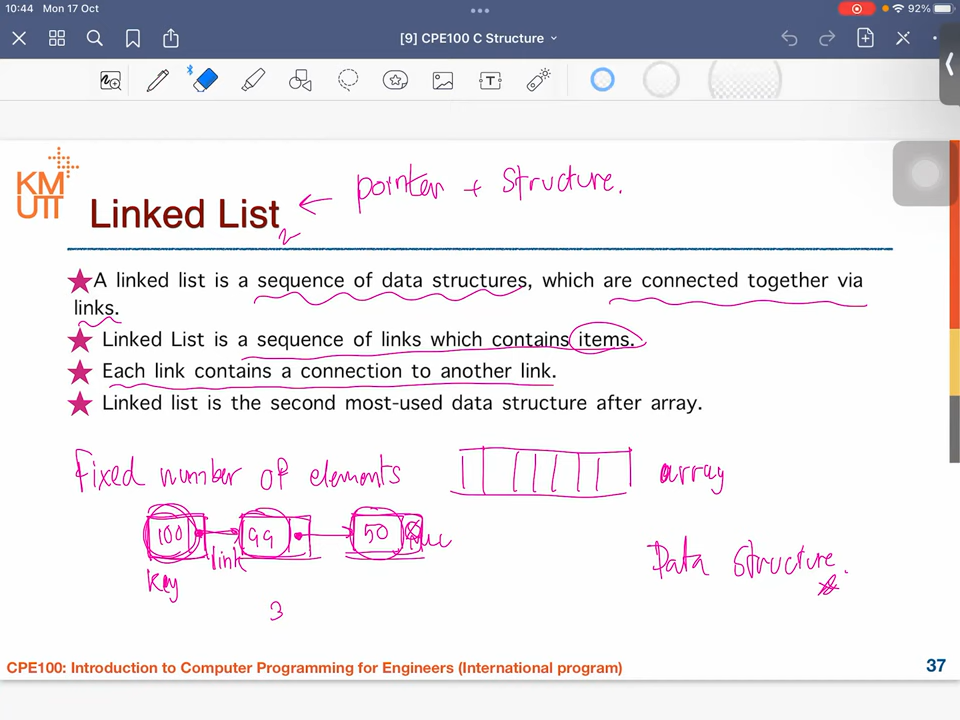 10:44 Mon 17 Oct
92%
[9] CPE100 C Structure
T
KM
UTT
Linked List
← pointer + Structure.
★A linked list is a sequence of data structures, which are connected together via
links.
★ Linked List is a sequence of links which contains items.
★ Each link contains a connection to another link.
★ Linked list is the second most-used data structure after array.
Fixed number of elements
array
100
99
50
link
key
Data Structure.
3
CPE100: Introduction to Computer Programming for Engineers (International program)
37